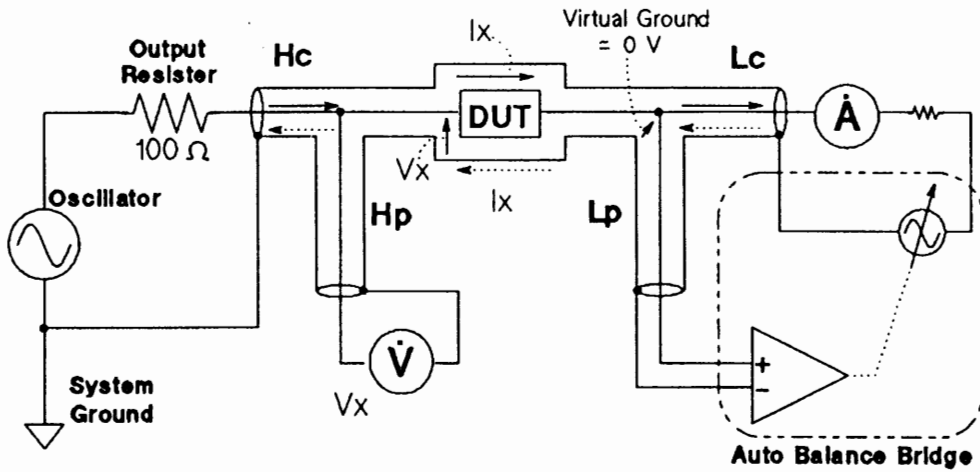 Virtual Ground
= 0 V
Ix
Output
Resister
Hc
Lc
100 Ω
DUT
A
Vx
Ix
Oscillator
Hp
Lp
V
Vx
+
−
System
Ground
Auto Balance Bridge